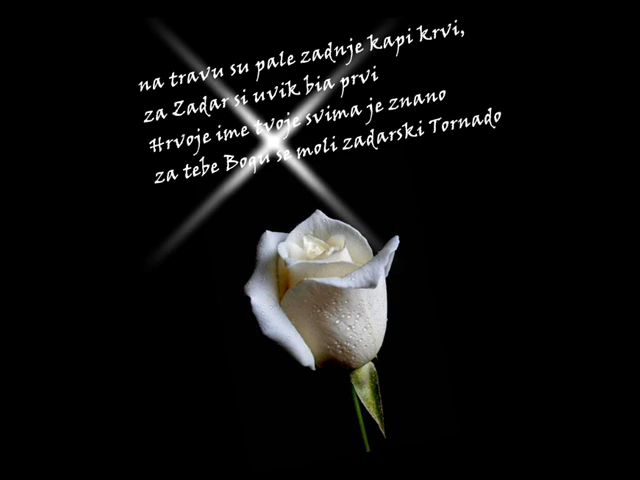 na travu su pale zadnje kapi krvi,
za Zadar si uvik bia prvi
Hrvoje ime tvoje svima je znano
za tebe Bogu se moli zadarski Tornado